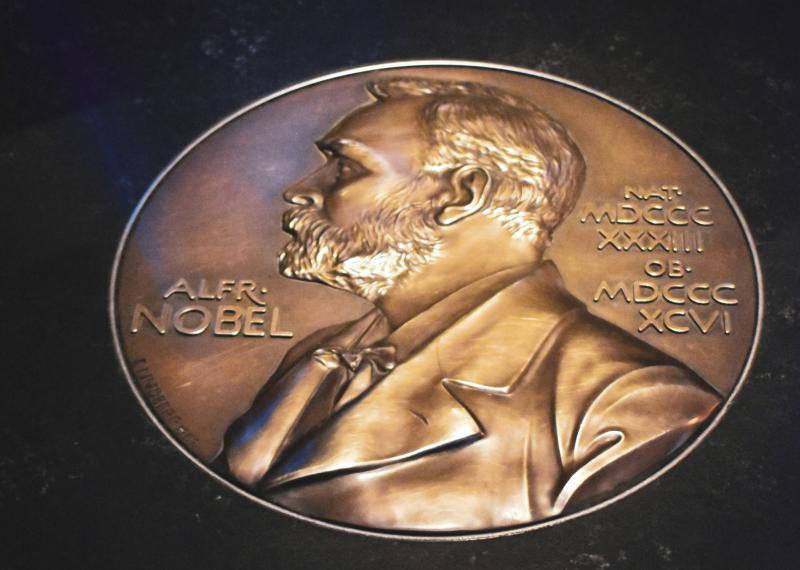 ALFR·
NOBEL
NAT·
MDCCC
XXXIII
OB·
MDCCC
XCVI